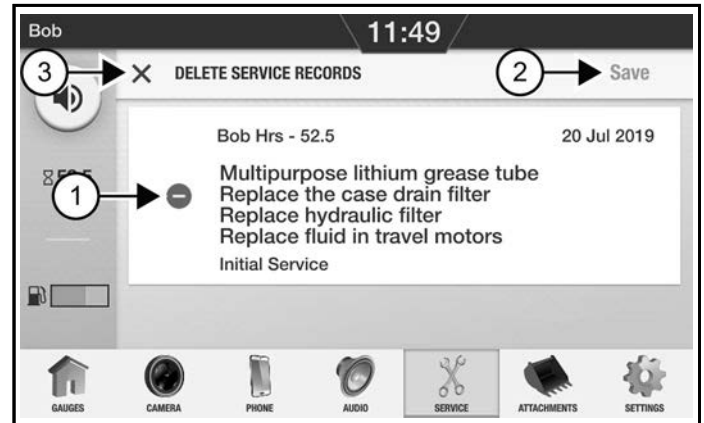 Bob
11:49
3
DELETE SERVICE RECORDS
2
Save
Bob Hrs - 52.5
20 Jul 2019
1
Multipurpose lithium grease tube
Replace the case drain filter
Replace hydraulic filter
Replace fluid in travel motors
Initial Service
GAUGES
CAMERA
PHONE
AUDIO
SERVICE
ATTACHMENTS
SETTINGS